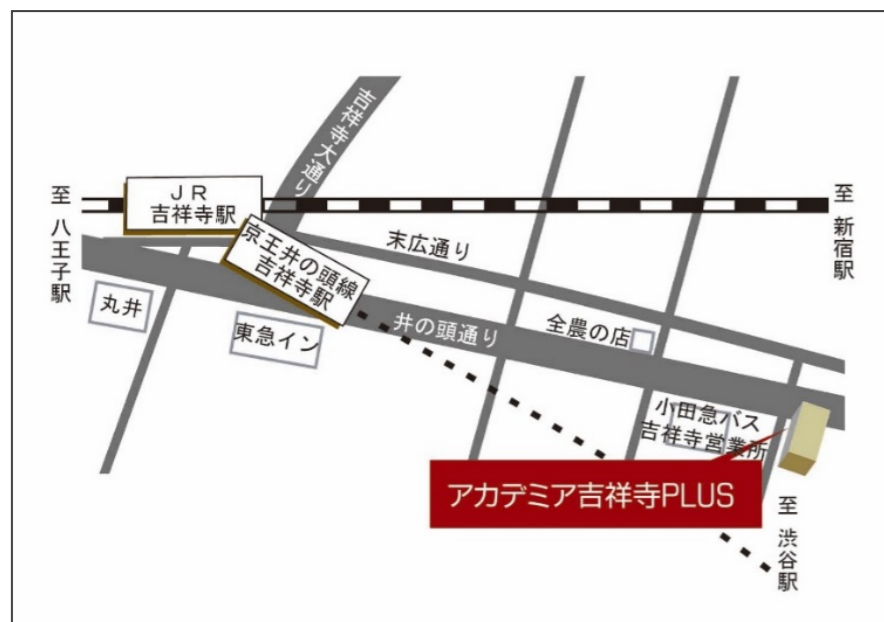 吉祥寺大通り
ＪＲ
吉祥寺駅
至 八王子駅
至 新宿駅
京王井の頭線
吉祥寺駅
末広通り
丸井
東急イン
井の頭通り
全農の店
小田急バス
吉祥寺営業所
アカデミア吉祥寺PLUS
至 渋谷駅